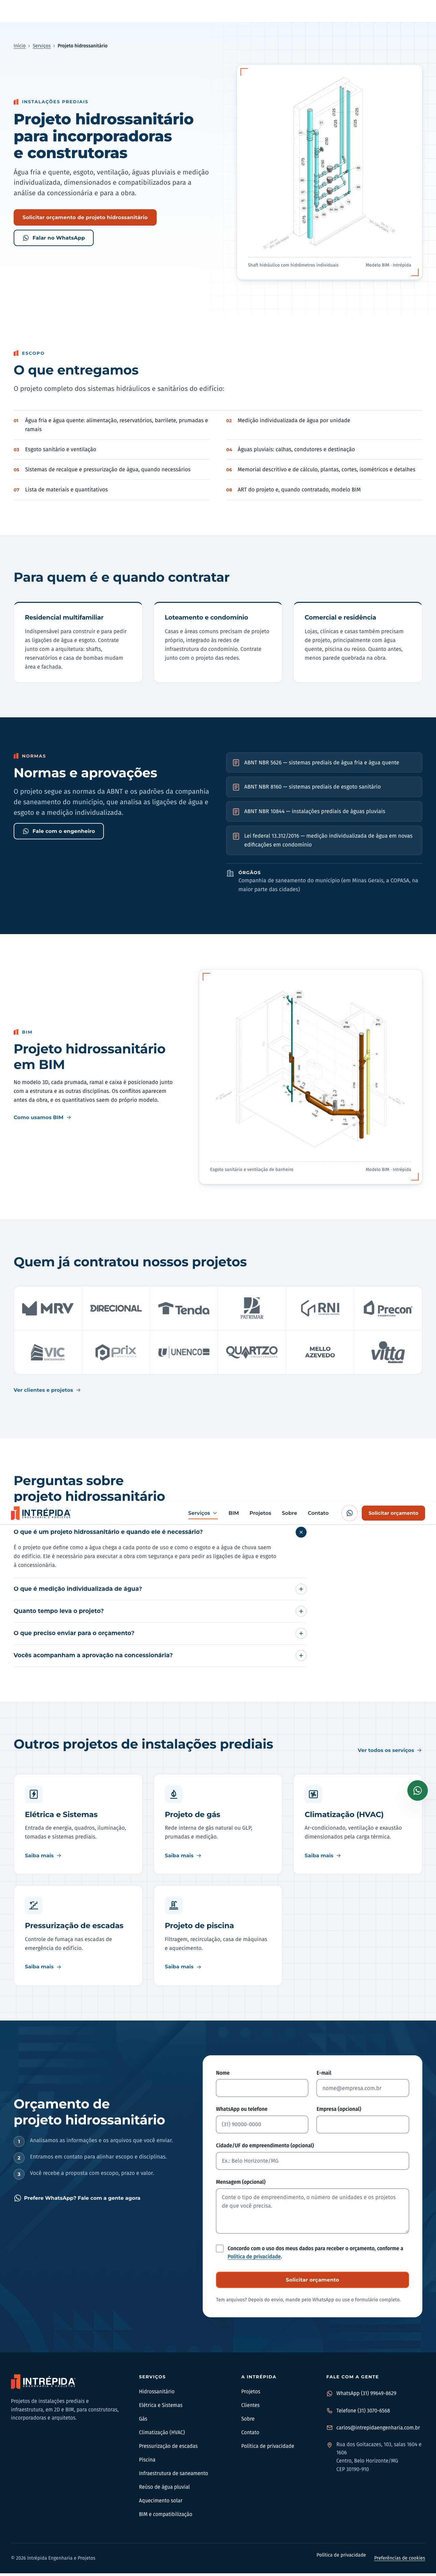 Início › Serviços › Projeto hidrossanitário
INSTALAÇÕES PREDIAIS
Projeto hidrossanitário
para incorporadoras
e construtoras
Água fria e quente, esgoto, ventilação, águas pluviais e medição
individualizada, dimensionados e compatibilizados para a
análise da concessionária e para a obra.
Solicitar orçamento de projeto hidrossanitário
Falar no WhatsApp
Shaft hidráulico com hidrômetros individuais
Modelo BIM · Intrépida
ESCOPO
O que entregamos
O projeto completo dos sistemas hidráulicos e sanitários do edifício:
01 Água fria e água quente: alimentação, reservatórios, barrilete, prumadas e
ramais
02 Medição individualizada de água por unidade
03 Esgoto sanitário e ventilação
04 Águas pluviais: calhas, condutores e destinação
05 Sistemas de recalque e pressurização de água, quando necessários
06 Memorial descritivo e de cálculo, plantas, cortes, isométricos e detalhes
07 Lista de materiais e quantitativos
08 ART do projeto e, quando contratado, modelo BIM
Para quem é e quando contratar
Residencial multifamiliar
Indispensável para construir e para pedir
as ligações de água e esgoto. Contrate
junto com a arquitetura: shafts,
reservatórios e casa de bombas mudam
área e fachada.
Loteamento e condomínio
Casas e áreas comuns precisam de projeto
próprio, integrado às redes de
infraestrutura do condomínio. Contrate
junto com o projeto das redes.
Comercial e residência
Lojas, clínicas e casas também precisam
de projeto, principalmente com água
quente, piscina ou reúso. Quanto antes,
menos parede quebrada na obra.
NORMAS
Normas e aprovações
O projeto segue as normas da ABNT e os padrões da companhia
de saneamento do município, que analisa as ligações de água e
esgoto e a medição individualizada.
Fale com o engenheiro
ABNT NBR 5626 — sistemas prediais de água fria e água quente
ABNT NBR 8160 — sistemas prediais de esgoto sanitário
ABNT NBR 10844 — instalações prediais de águas pluviais
Lei federal 13.312/2016 — medição individualizada de água em novas
edificações em condomínio
ÓRGÃOS
Companhia de saneamento do município (em Minas Gerais, a COPASA, na
maior parte das cidades)
BIM
Projeto hidrossanitário
em BIM
No modelo 3D, cada prumada, ramal e caixa é posicionado junto
com a estrutura e as outras disciplinas. Os conflitos aparecem
antes da obra, e os quantitativos saem do próprio modelo.
Como usamos BIM →
Esgoto sanitário e ventilação de banheiro
Modelo BIM · Intrépida
Quem já contratou nossos projetos
MRV
DIRECIONAL
Tenda
PATRIMAR
RNI
Precon
VIC
prix
UNENCO
QUARTZO
MELLO
AZEVEDO
vitta
Ver clientes e projetos →
Perguntas sobre
projeto hidrossanitário
INTRÉPIDA
Serviços
BIM
Projetos
Sobre
Contato
Solicitar orçamento
O que é um projeto hidrossanitário e quando ele é necessário?
É o projeto que define como a água chega a cada ponto de uso e como o esgoto e a água de chuva saem
do edifício. Ele é necessário para executar a obra com segurança e para pedir as ligações de água e esgoto
à concessionária.
O que é medição individualizada de água?
Quanto tempo leva o projeto?
O que preciso enviar para o orçamento?
Vocês acompanham a aprovação na concessionária?
Outros projetos de instalações prediais
Ver todos os serviços →
Elétrica e Sistemas
Entrada de energia, quadros, iluminação,
tomadas e sistemas prediais.
Saiba mais →
Projeto de gás
Rede interna de gás natural ou GLP,
prumadas e medição.
Saiba mais →
Climatização (HVAC)
Ar-condicionado, ventilação e exaustão
dimensionados pela carga térmica.
Saiba mais →
Pressurização de escadas
Controle de fumaça nas escadas de
emergência do edifício.
Saiba mais →
Projeto de piscina
Filtragem, recirculação, casa de máquinas
e aquecimento.
Saiba mais →
Orçamento de
projeto hidrossanitário
1 Analisamos as informações e os arquivos que você enviar.
2 Entramos em contato para alinhar escopo e disciplinas.
3 Você recebe a proposta com escopo, prazo e valor.
Prefere WhatsApp? Fale com a gente agora
Nome
E-mail
nome@empresa.com.br
WhatsApp ou telefone
(31) 90000-0000
Empresa (opcional)
Cidade/UF do empreendimento (opcional)
Ex.: Belo Horizonte/MG
Mensagem (opcional)
Conte o tipo de empreendimento, o número de unidades e os projetos
de que você precisa.
Concordo com o uso dos meus dados para receber o orçamento, conforme a
Política de privacidade.
Solicitar orçamento
Tem arquivos? Depois do envio, mande pelo WhatsApp ou use o formulário completo.
INTRÉPIDA
Projetos de instalações prediais e
infraestrutura, em 2D e BIM, para construtoras,
incorporadoras e arquitetos.
SERVIÇOS
Hidrossanitário
Elétrica e Sistemas
Gás
Climatização (HVAC)
Pressurização de escadas
Piscina
Infraestrutura de saneamento
Reúso de água pluvial
Aquecimento solar
BIM e compatibilização
A INTRÉPIDA
Projetos
Clientes
Sobre
Contato
Política de privacidade
FALE COM A GENTE
WhatsApp (31) 99649-8629
Telefone (31) 3070-6568
carlos@intrepidaengenharia.com.br
Rua dos Goitacazes, 103, salas 1604 e
1606
Centro, Belo Horizonte/MG
CEP 30190-910
© 2026 Intrépida Engenharia e Projetos
Política de privacidade
Preferências de cookies